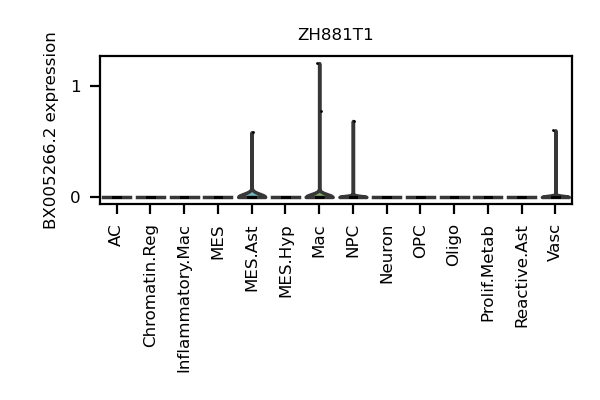 ZH881T1
BX005266.2 expression
1
0
AC
Chromatin.Reg
Inflammatory.Mac
MES
MES.Ast
MES.Hyp
Mac
NPC
Neuron
OPC
Oligo
Prolif.Metab
Reactive.Ast
Vasc